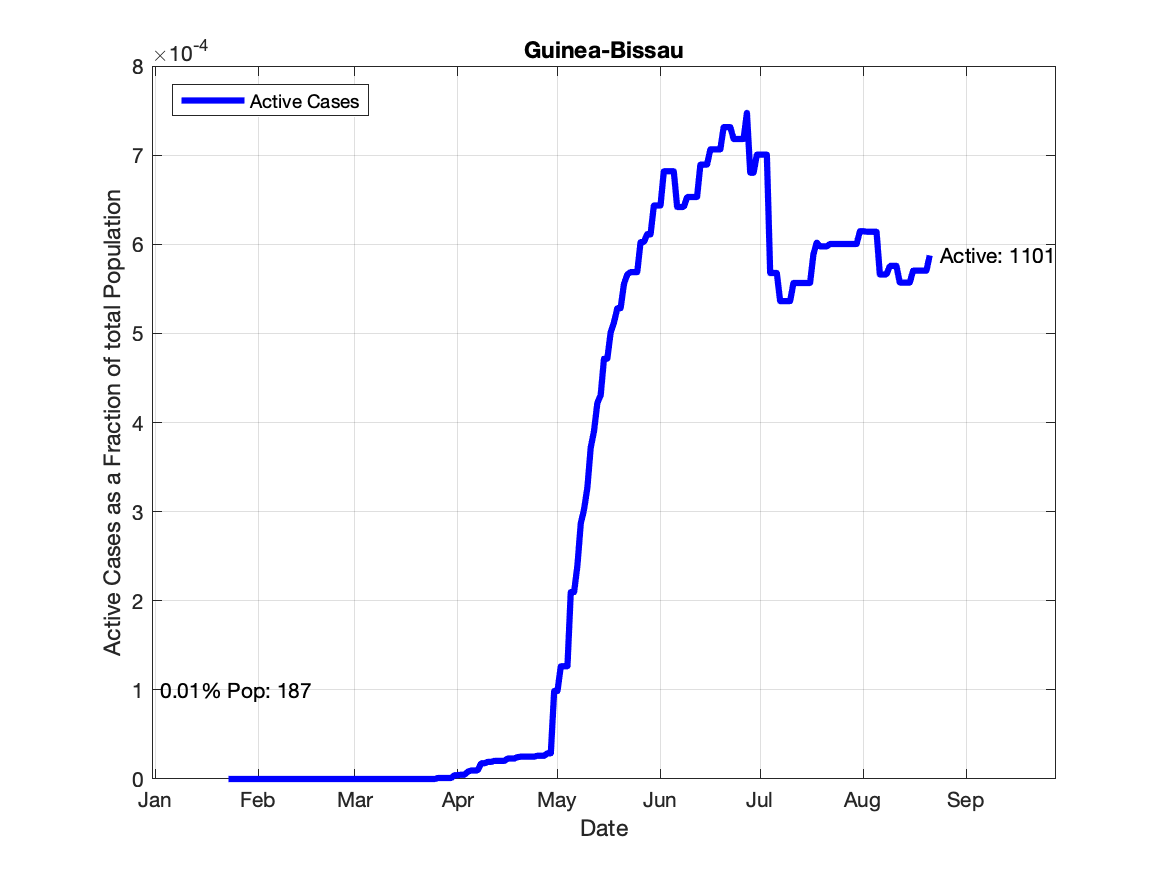 Guinea-Bissau
×10-4
Active Cases
8
7
6
5
4
3
2
1
0
Active Cases as a Fraction of total Population
Active: 1101
0.01% Pop: 187
Jan Feb Mar Apr May Jun Jul Aug Sep
Date